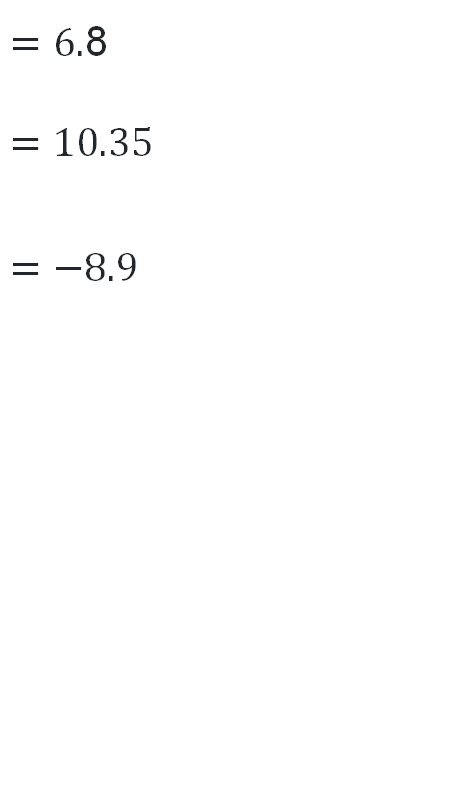 = 6.8
= 10.35
= −8.9